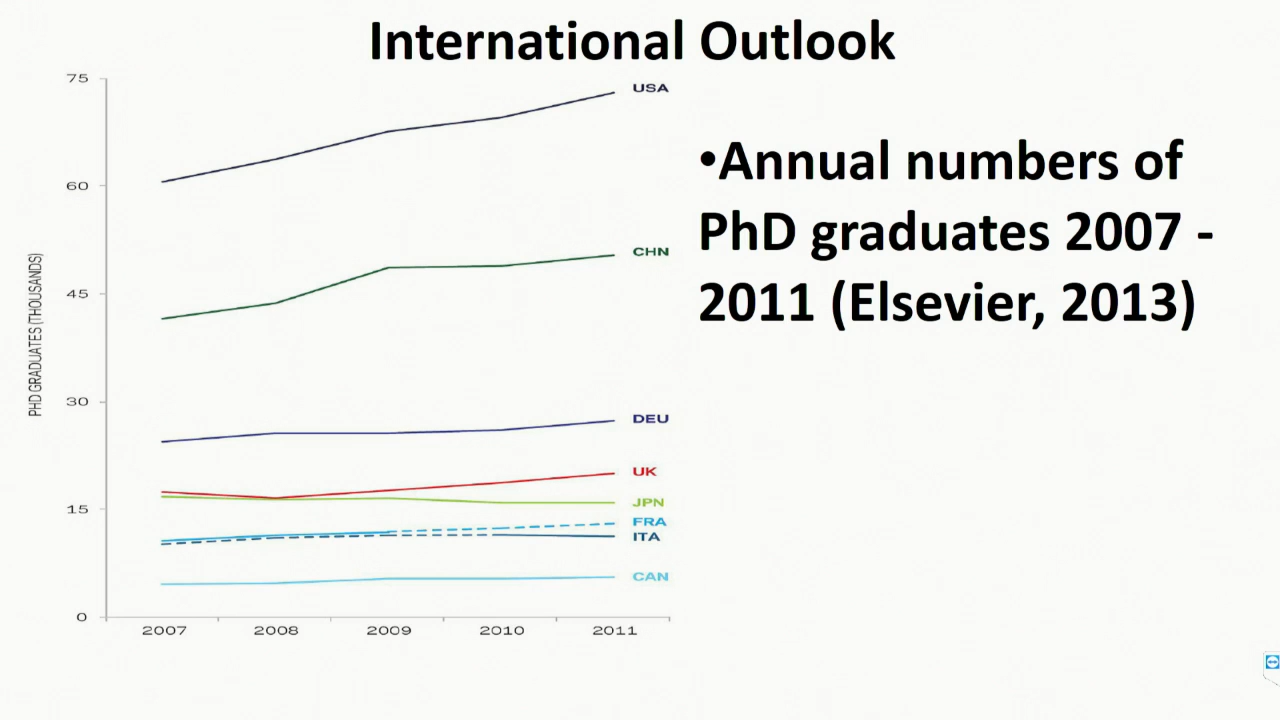 International Outlook
75
60
45
30
15
0
PHD GRADUATES (THOUSANDS)
USA
CHN
DEU
UK
JPN
FRA
ITA
CAN
2007 2008 2009 2010 2011
•Annual numbers of
PhD graduates 2007 -
2011 (Elsevier, 2013)